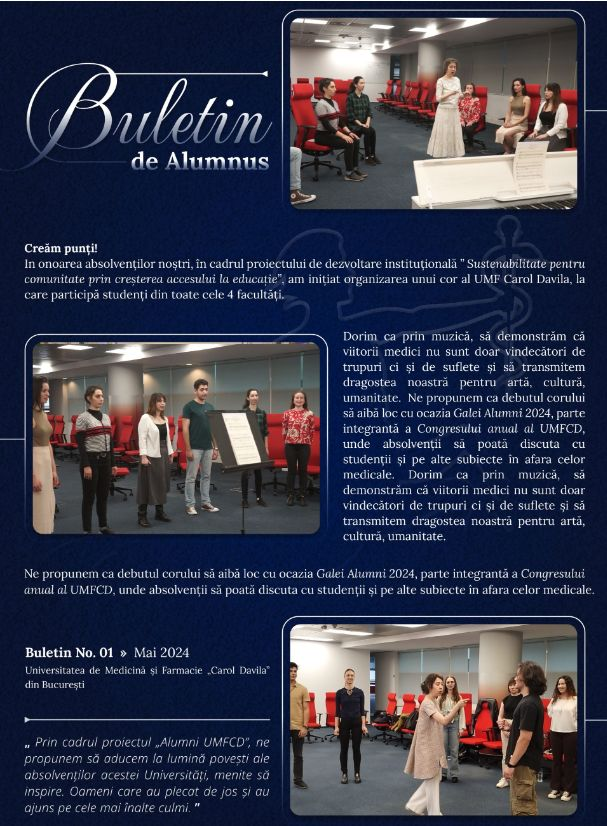 Buletin
de Alumnus
Creăm punți!
In onoarea absolvenților noștri, în cadrul proiectului de dezvoltare instituțională ” Sustenabilitate pentru
comunitate prin creșterea accesului la educație”, am inițiat organizarea unui cor al UMF Carol Davila, la
care participă studenți din toate cele 4 facultăți.
Dorim ca prin muzică, să demonstrăm că
viitorii medici nu sunt doar vindecători de
trupuri ci și de suflete și să transmitem
dragostea noastră pentru artă, cultură,
umanitate. Ne propunem ca debutul corului
să aibă loc cu ocazia Galei Alumni 2024, parte
integrantă a Congresului anual al UMFCD,
unde absolvenții să poată discuta cu
studenții și pe alte subiecte în afara celor
medicale. Dorim ca prin muzică, să
demonstrăm că viitorii medici nu sunt doar
vindecători de trupuri ci și de suflete și să
transmitem dragostea noastră pentru artă,
cultură, umanitate.
Ne propunem ca debutul corului să aibă loc cu ocazia Galei Alumni 2024, parte integrantă a Congresului
anual al UMFCD, unde absolvenții să poată discuta cu studenții și pe alte subiecte în afara celor medicale.
Buletin No. 01 » Mai 2024
Universitatea de Medicină și Farmacie „Carol Davila”
din București
„ Prin cadrul proiectul „Alumni UMFCD”, ne
propunem să aducem la lumină povești ale
absolvenților acestei Universități, menite să
inspire. Oameni care au plecat de jos și au
ajuns pe cele mai înalte culmi. ”